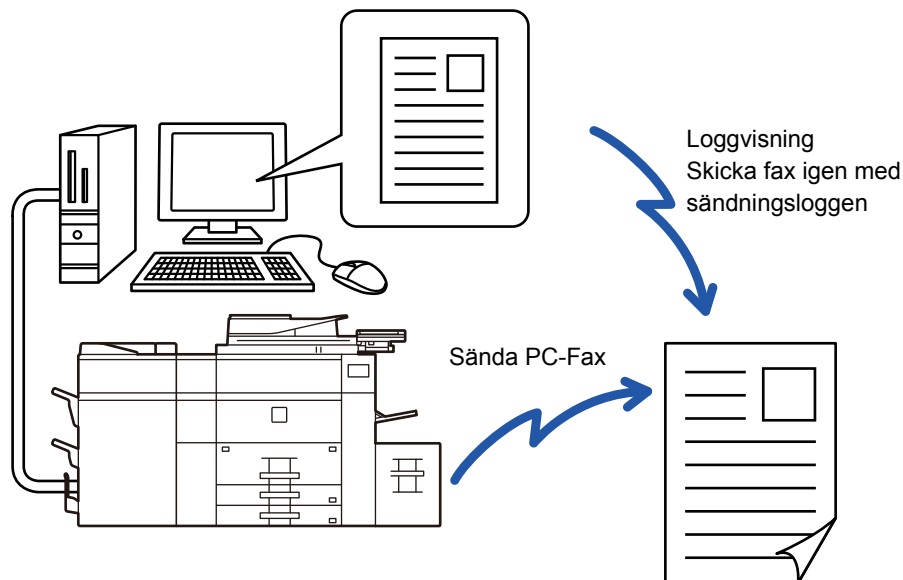 Loggvisning
Skicka fax igen med
sändningsloggen
Sända PC-Fax